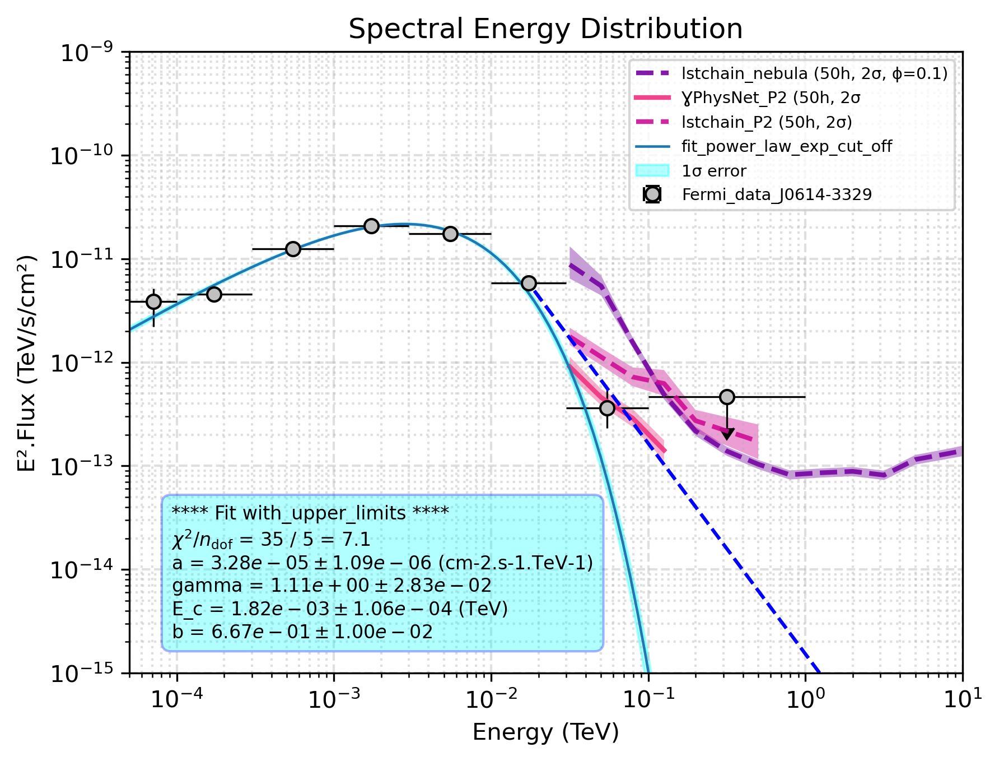 Spectral Energy Distribution
10⁻⁹
10⁻¹⁰
10⁻¹¹
10⁻¹²
10⁻¹³
10⁻¹⁴
10⁻¹⁵
E².Flux (TeV/s/cm²)
lstchain_nebula (50h, 2σ, ϕ=0.1)
ɣPhysNet_P2 (50h, 2σ
lstchain_P2 (50h, 2σ)
fit_power_law_exp_cut_off
1σ error
Fermi_data_J0614-3329
**** Fit with_upper_limits ****
χ²/n_dof = 35 / 5 = 7.1
a = 3.28e − 05 ± 1.09e − 06 (cm-2.s-1.TeV-1)
gamma = 1.11e + 00 ± 2.83e − 02
E_c = 1.82e − 03 ± 1.06e − 04 (TeV)
b = 6.67e − 01 ± 1.00e − 02
10⁻⁴ 10⁻³ 10⁻² 10⁻¹ 10⁰ 10¹
Energy (TeV)